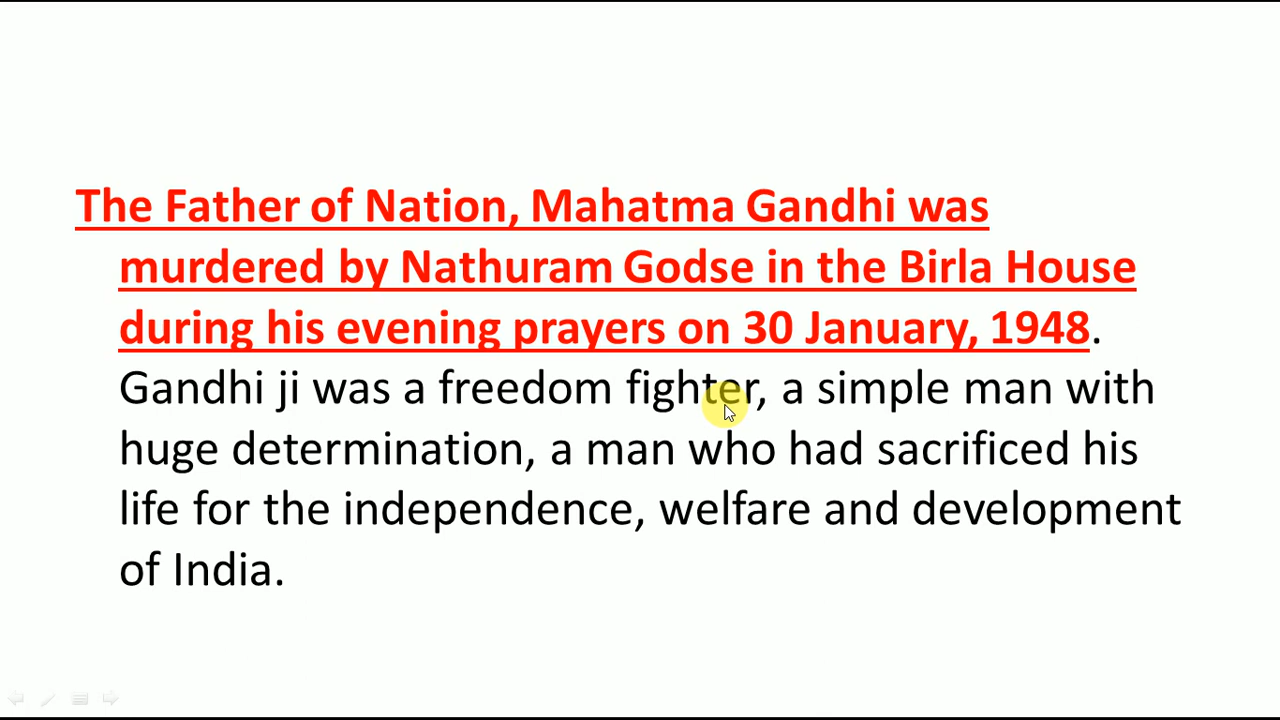 The Father of Nation, Mahatma Gandhi was
murdered by Nathuram Godse in the Birla House
during his evening prayers on 30 January, 1948.
Gandhi ji was a freedom fighter, a simple man with
huge determination, a man who had sacrificed his
life for the independence, welfare and development
of India.